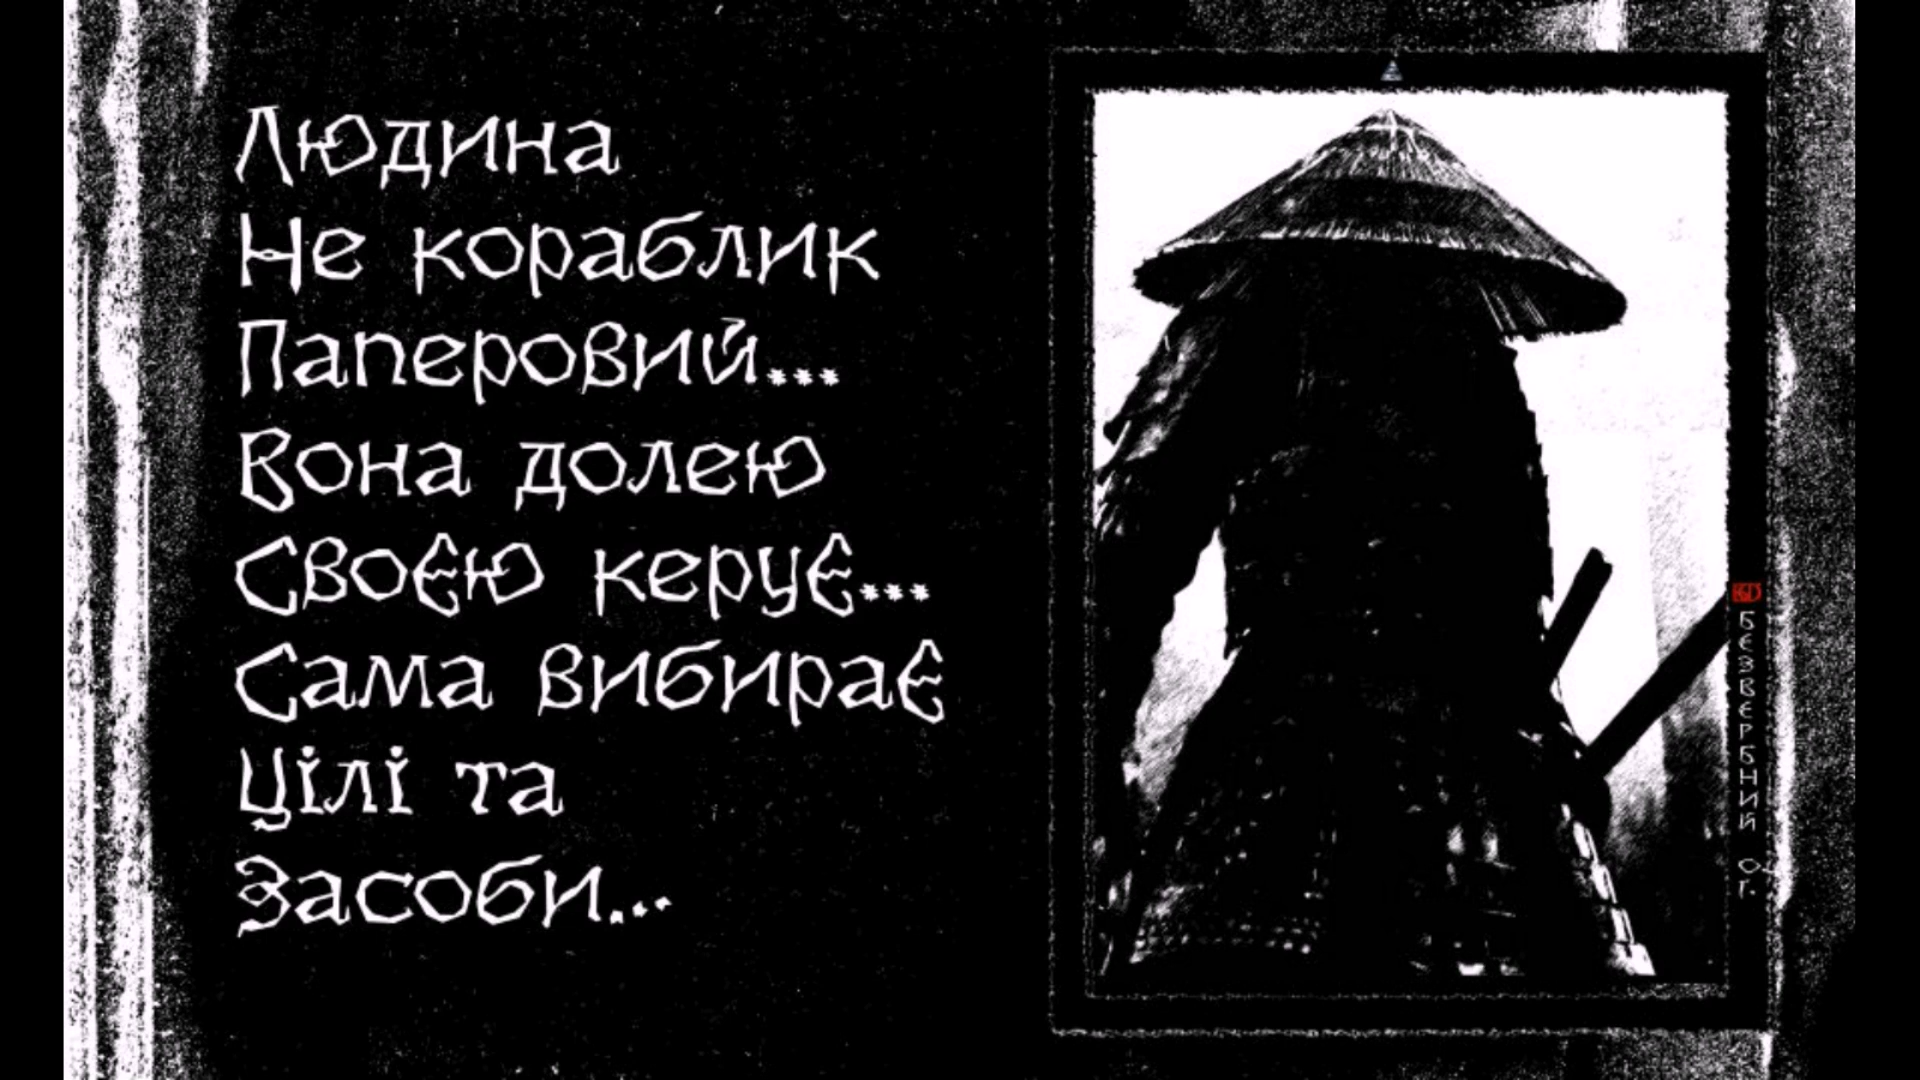 Людина
Не кораблик
Паперовий...
Вона долею
Своєю керує...
Сама вибирає
Цілі та
Засоби...
БЕЗВЕРБНИЙ О.Г.